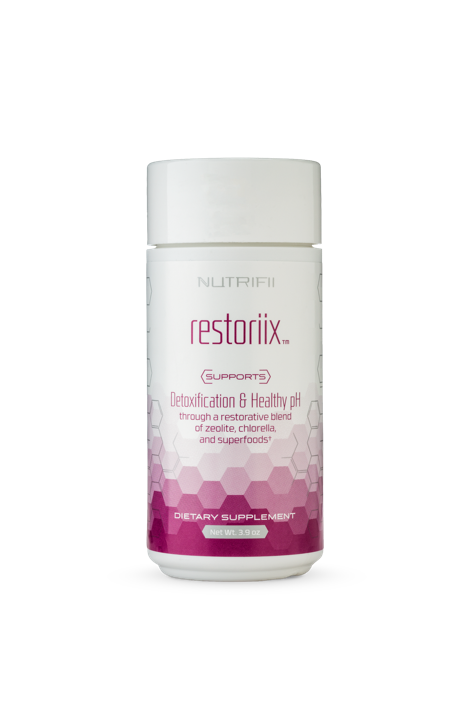 NUTRIFII
restoriix™
SUPPORTS
Detoxification & Healthy pH
through a restorative blend
of zeolite, chlorella,
and superfoods†
DIETARY SUPPLEMENT
Net Wt. 3.9 oz